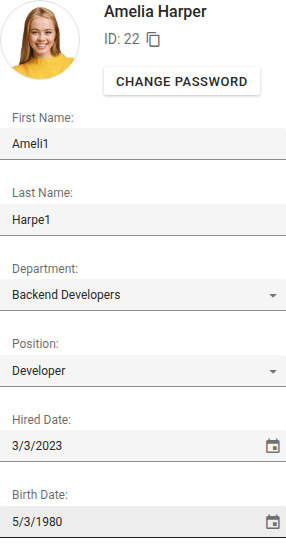 Amelia Harper
ID: 22
CHANGE PASSWORD
First Name:
Ameli1
Last Name:
Harpe1
Department:
Backend Developers
Position:
Developer
Hired Date:
3/3/2023
Birth Date:
5/3/1980